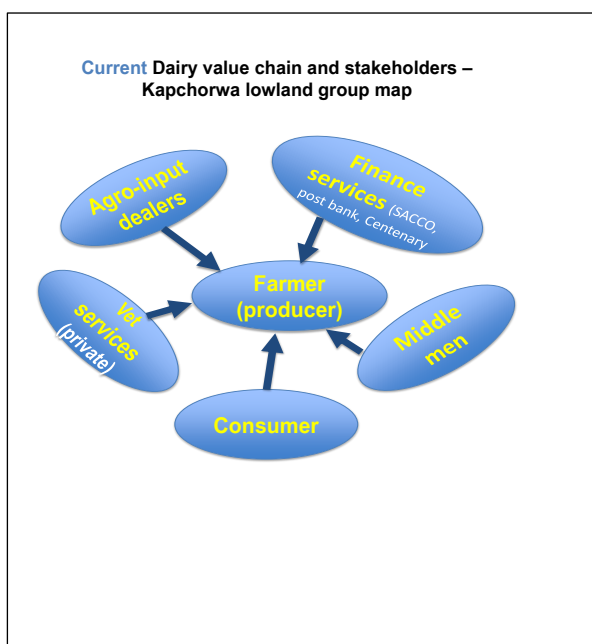 Current Dairy value chain and stakeholders –
Kapchorwa lowland group map
Agro-input
dealers
Finance
services (SACCO,
post bank, Centenary
Farmer
(producer)
Vet
services
(private)
Middle
men
Consumer